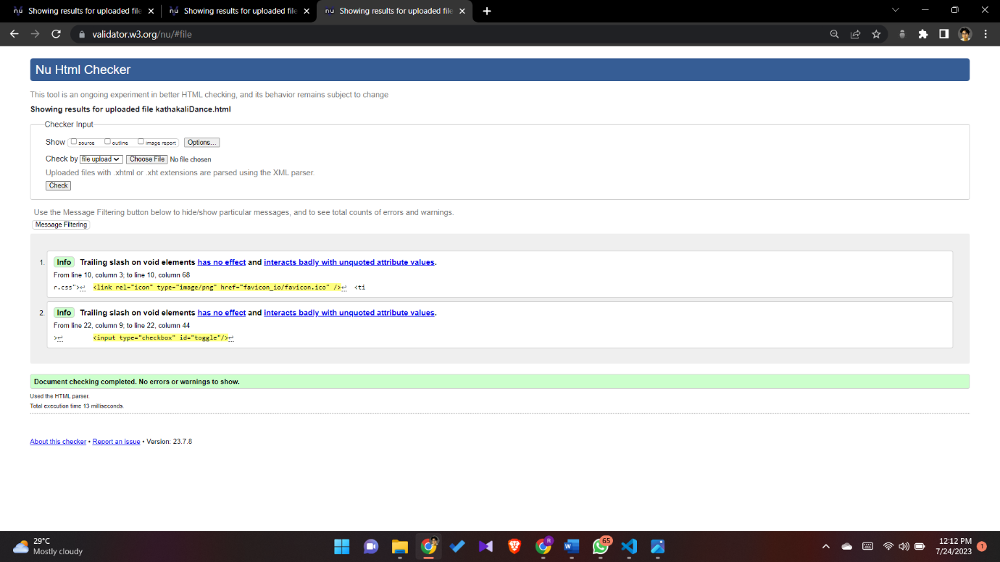 Showing results for uploaded file
Showing results for uploaded file
Showing results for uploaded file
validator.w3.org/nu/#file
Nu Html Checker
This tool is an ongoing experiment in better HTML checking, and its behavior remains subject to change
Showing results for uploaded file kathakaliDance.html
Checker Input
Show source outline image report Options...
Check by file upload Choose File No file chosen
Uploaded files with .xhtml or .xht extensions are parsed using the XML parser.
Check
Use the Message Filtering button below to hide/show particular messages, and to see total counts of errors and warnings.
Message Filtering
1. Info Trailing slash on void elements has no effect and interacts badly with unquoted attribute values.
From line 10, column 3; to line 10, column 68
r.css">↩ <link rel="icon" type="image/png" href="favicon_io/favicon.ico" />↩ <ti
2. Info Trailing slash on void elements has no effect and interacts badly with unquoted attribute values.
From line 22, column 9; to line 22, column 44
>↩ <input type="checkbox" id="toggle"/>↩
Document checking completed. No errors or warnings to show.
Used the HTML parser.
Total execution time 13 milliseconds.
About this checker • Report an issue • Version: 23.7.8
29°C
Mostly cloudy
R
65
12:12 PM
7/24/2023
1